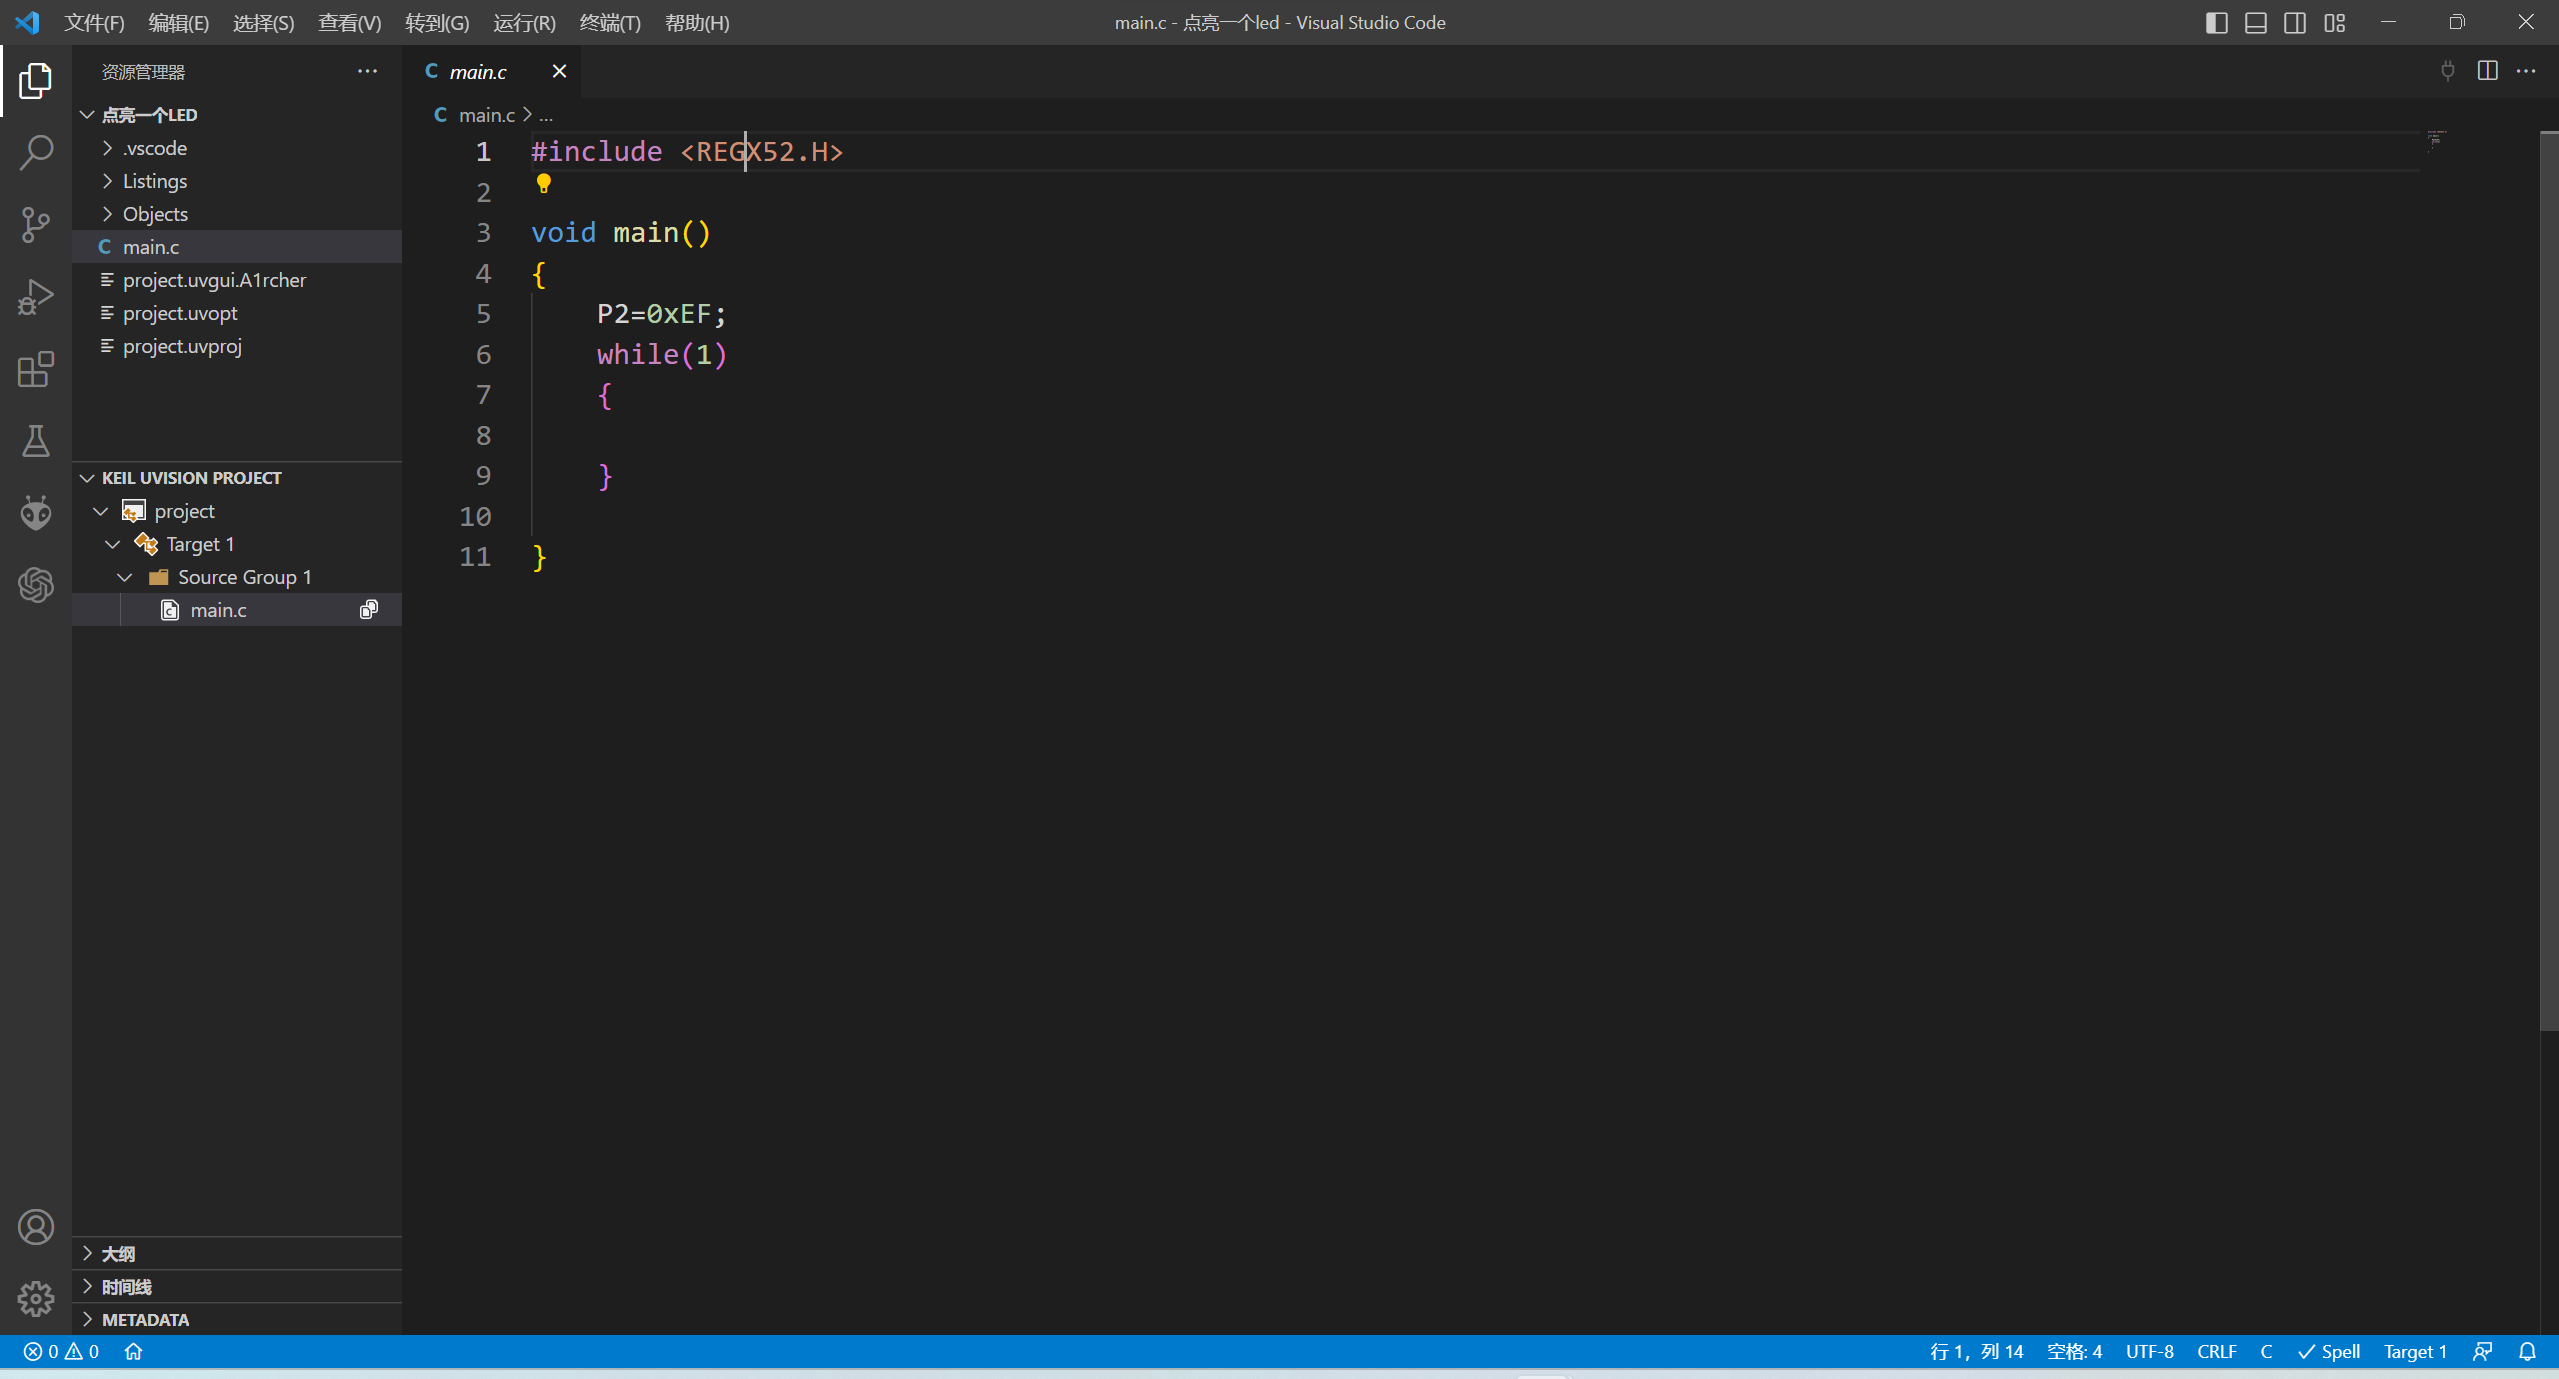 文件(F) 编辑(E) 选择(S) 查看(V) 转到(G) 运行(R) 终端(T) 帮助(H) main.c - 点亮一个led - Visual Studio Code
资源管理器
点亮一个LED
.vscode
Listings
Objects
C main.c
project.uvgui.A1rcher
project.uvopt
project.uvproj
KEIL UVISION PROJECT
project
Target 1
Source Group 1
main.c
大纲
时间线
METADATA
C main.c
C main.c > ...
1 #include <REGX52.H>
2
3 void main()
4 {
5 P2=0xEF;
6 while(1)
7 {
8
9 }
10
11 }
0 0 行 1，列 14 空格: 4 UTF-8 CRLF C Spell Target 1